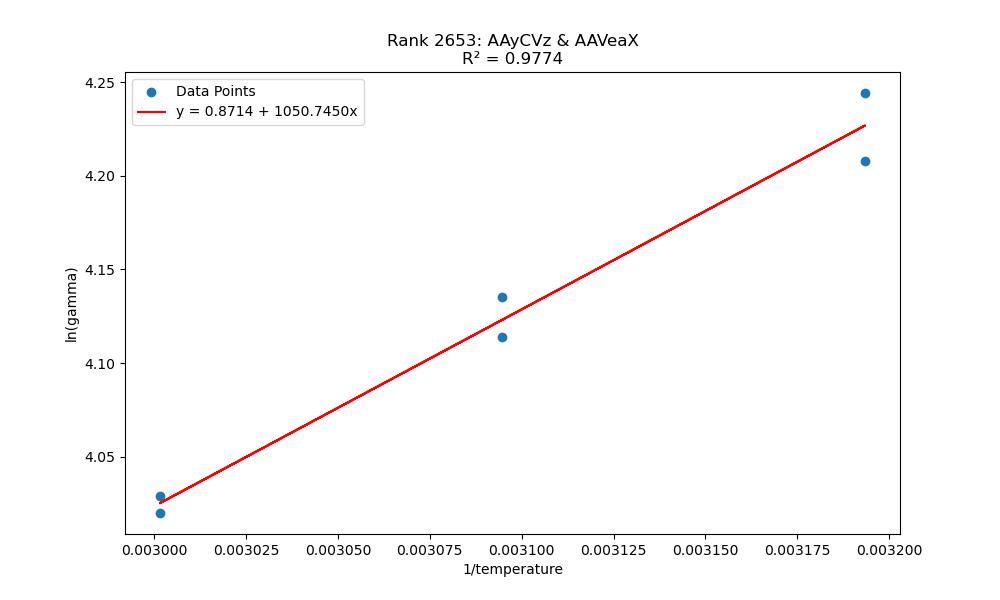 Rank 2653: AAyCVz & AAVeaX
R² = 0.9774
Data Points
y = 0.8714 + 1050.7450x
4.25
4.20
4.15
4.10
4.05
ln(gamma)
0.003000 0.003025 0.003050 0.003075 0.003100 0.003125 0.003150 0.003175 0.003200
1/temperature